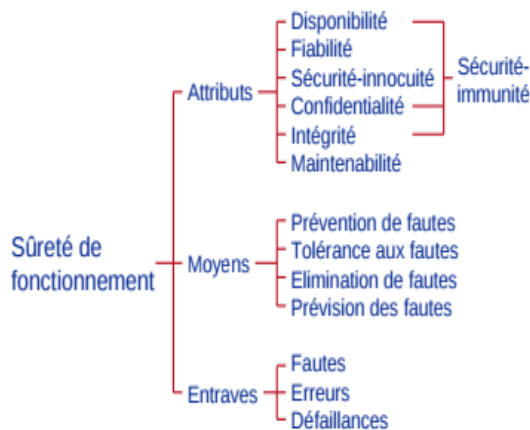 Disponibilité
Fiabilité
Sécurité-innocuité
Confidentialité
Intégrité
Maintenabilité
Sécurité-
immunité
Attributs
Sûreté de
fonctionnement
Moyens
Prévention de fautes
Tolérance aux fautes
Elimination de fautes
Prévision des fautes
Entraves
Fautes
Erreurs
Défaillances